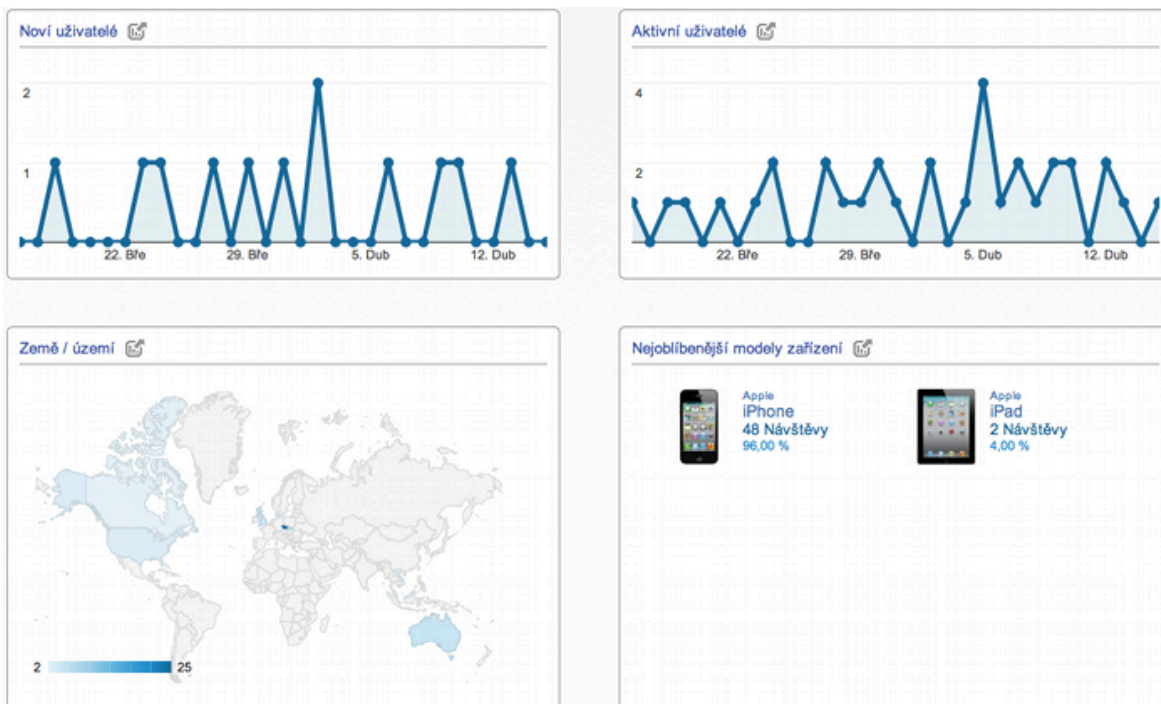 Noví uživatelé
2
1
22. Bře 29. Bře 5. Dub 12. Dub
Aktivní uživatelé
4
2
22. Bře 29. Bře 5. Dub 12. Dub
Země / území
2 25
Nejoblíbenější modely zařízení
Apple
iPhone
48 Návštěvy
96,00 %
Apple
iPad
2 Návštěvy
4,00 %